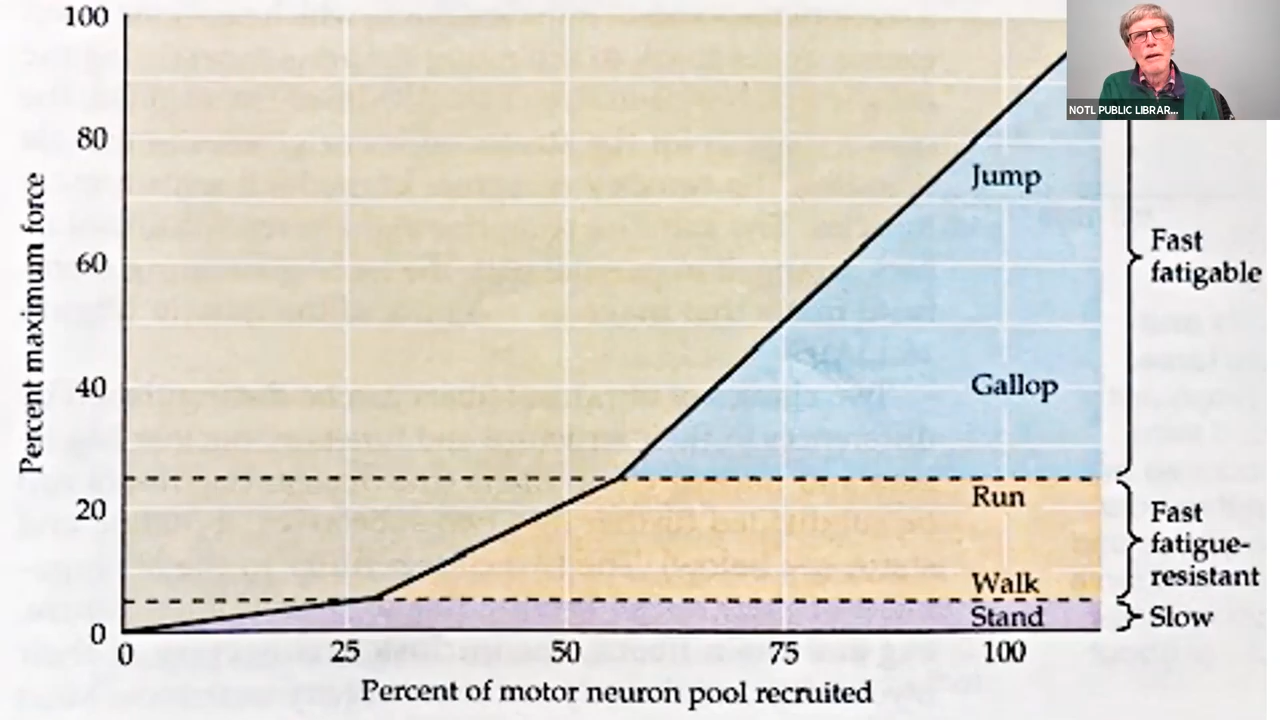 100
80
60
40
20
0
Percent maximum force
0 25 50 75 100
Percent of motor neuron pool recruited
Jump
Gallop
Run
Walk
Stand
Fast
fatigable
Fast
fatigue-
resistant
Slow
NOTL PUBLIC LIBRAR...